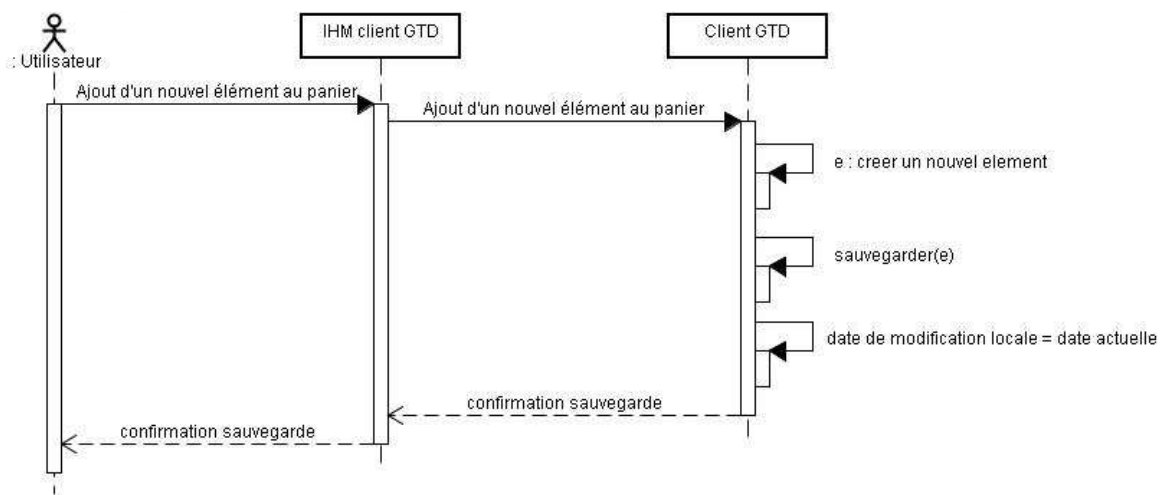 : Utilisateur
IHM client GTD
Client GTD
Ajout d'un nouvel élément au panier
Ajout d'un nouvel élément au panier
e : creer un nouvel element
sauvegarder(e)
date de modification locale = date actuelle
confirmation sauvegarde
confirmation sauvegarde